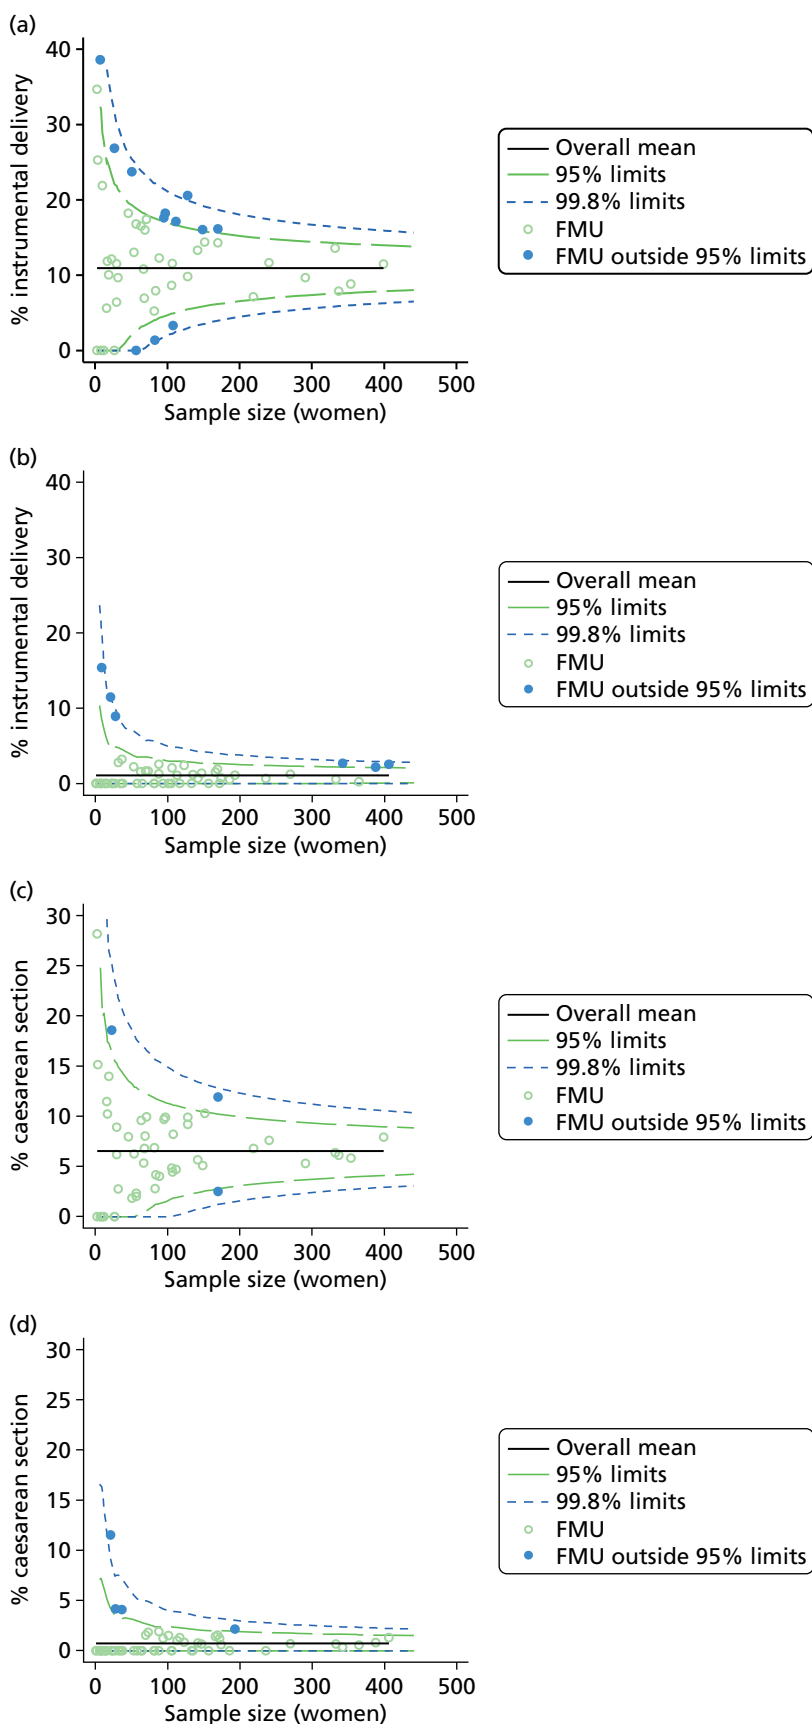 (a)
% instrumental delivery
40
30
20
10
0
0 100 200 300 400 500
Sample size (women)
Overall mean
95% limits
99.8% limits
FMU
FMU outside 95% limits
(b)
% instrumental delivery
40
30
20
10
0
0 100 200 300 400 500
Sample size (women)
Overall mean
95% limits
99.8% limits
FMU
FMU outside 95% limits
(c)
% caesarean section
30
25
20
15
10
5
0
0 100 200 300 400 500
Sample size (women)
Overall mean
95% limits
99.8% limits
FMU
FMU outside 95% limits
(d)
% caesarean section
30
25
20
15
10
5
0
0 100 200 300 400 500
Sample size (women)
Overall mean
95% limits
99.8% limits
FMU
FMU outside 95% limits